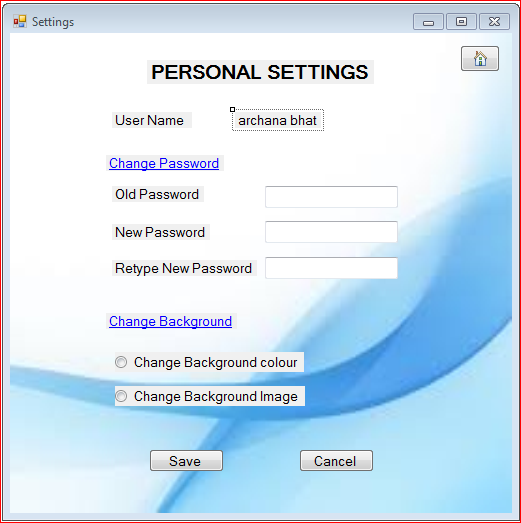 Settings
PERSONAL SETTINGS
User Name archana bhat
Change Password
Old Password
New Password
Retype New Password
Change Background
Change Background colour
Change Background Image
Save Cancel